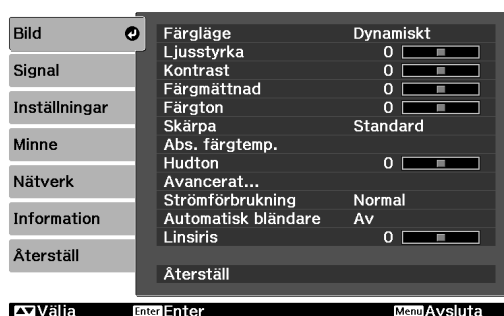 Bild
Signal
Inställningar
Minne
Nätverk
Information
Återställ
Färgläge Dynamiskt
Ljusstyrka 0
Kontrast 0
Färgmättnad 0
Färgton 0
Skärpa Standard
Abs. färgtemp.
Hudton 0
Avancerat...
Strömförbrukning Normal
Automatisk bländare Av
Linsiris 0
Återställ
Välja Enter Enter Menu Avsluta